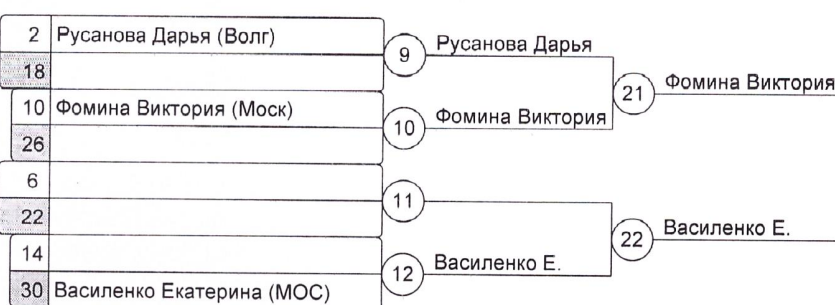 2 Русанова Дарья (Волг)
18
10 Фомина Виктория (Моск)
26
6
22
14
30 Василенко Екатерина (МОС)
9 Русанова Дарья
10 Фомина Виктория
11
12 Василенко Е.
21 Фомина Виктория
22 Василенко Е.